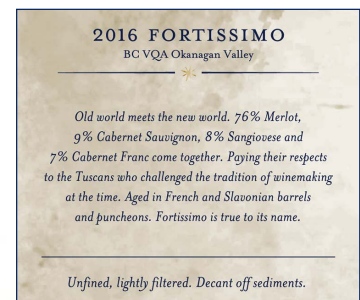 2016 FORTISSIMO
BC VQA Okanagan Valley
Old world meets the new world. 76% Merlot,
9% Cabernet Sauvignon, 8% Sangiovese and
7% Cabernet Franc come together. Paying their respects
to the Tuscans who challenged the tradition of winemaking
at the time. Aged in French and Slavonian barrels
and puncheons. Fortissimo is true to its name.
Unfined, lightly filtered. Decant off sediments.